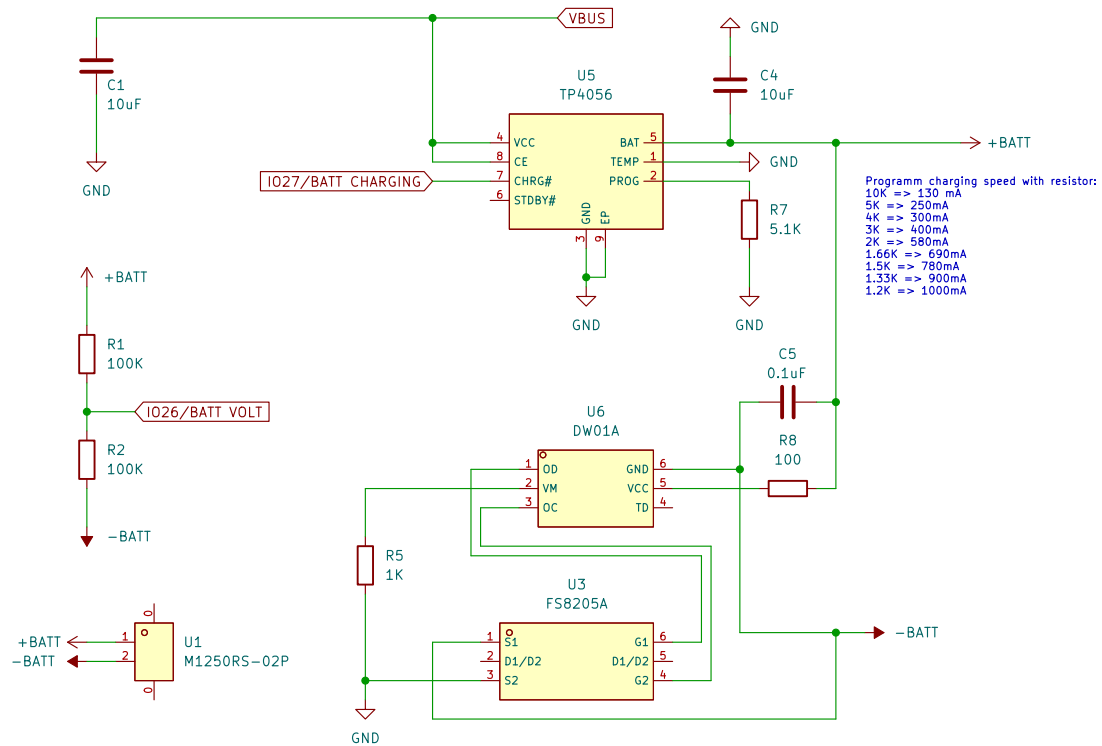 VBUS
C1
10uF
GND
U5
TP4056
GND
C4
10uF
4 VCC
8 CE
7 CHRG#
6 STDBY#
BAT 5
TEMP 1
PROG 2
GND 3
EP 9
IO27/BATT CHARGING
+BATT
GND
R7
5.1K
GND
GND
Programm charging speed with resistor:
10K => 130 mA
5K => 250mA
4K => 300mA
3K => 400mA
2K => 580mA
1.66K => 690mA
1.5K => 780mA
1.33K => 900mA
1.2K => 1000mA
+BATT
R1
100K
IO26/BATT VOLT
R2
100K
-BATT
C5
0.1uF
R8
100
U6
DW01A
1 OD
2 VM
3 OC
GND 6
VCC 5
TD 4
R5
1K
GND
U3
FS8205A
1 S1
2 D1/D2
3 S2
G1 6
D1/D2 5
G2 4
-BATT
+BATT 1
-BATT 2
0
0
U1
M1250RS-02P